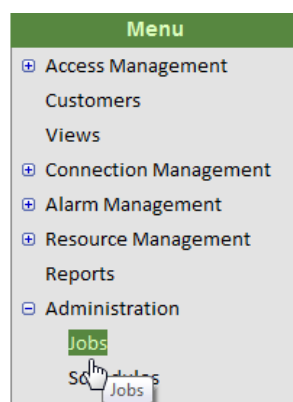 Menu
Access Management
Customers
Views
Connection Management
Alarm Management
Resource Management
Reports
Administration
Jobs
Jobs